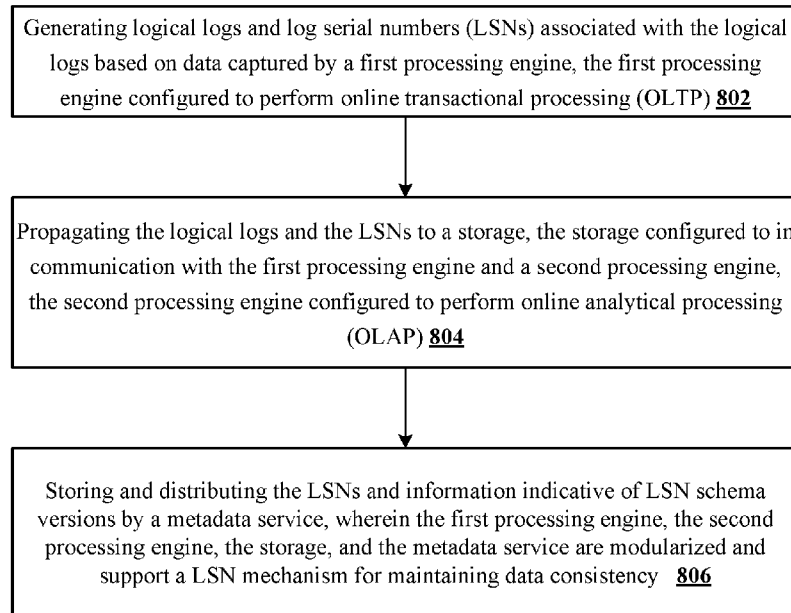 Generating logical logs and log serial numbers (LSNs) associated with the logical
logs based on data captured by a first processing engine, the first processing
engine configured to perform online transactional processing (OLTP) 802
Propagating the logical logs and the LSNs to a storage, the storage configured to in
communication with the first processing engine and a second processing engine,
the second processing engine configured to perform online analytical processing
(OLAP) 804
Storing and distributing the LSNs and information indicative of LSN schema
versions by a metadata service, wherein the first processing engine, the second
processing engine, the storage, and the metadata service are modularized and
support a LSN mechanism for maintaining data consistency 806